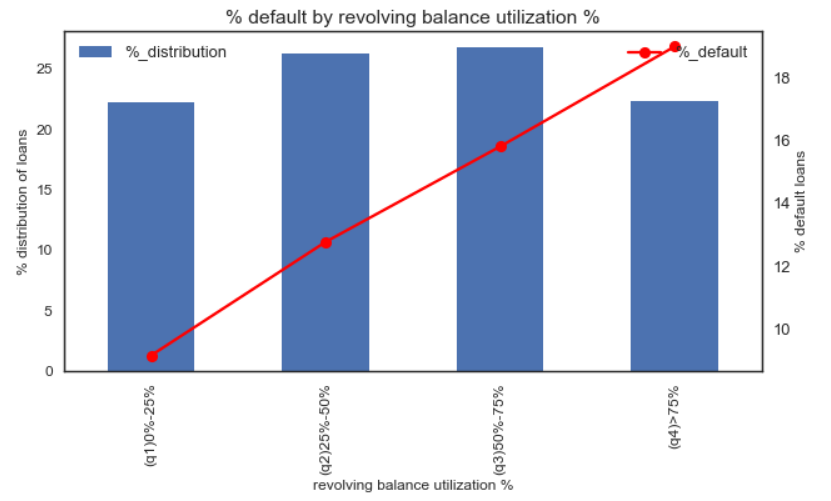 % default by revolving balance utilization %
%_distribution
%_default
25
20
15
10
5
0
% distribution of loans
18
16
14
12
10
% default loans
(q1)0%-25%
(q2)25%-50%
(q3)50%-75%
(q4)>75%
revolving balance utilization %